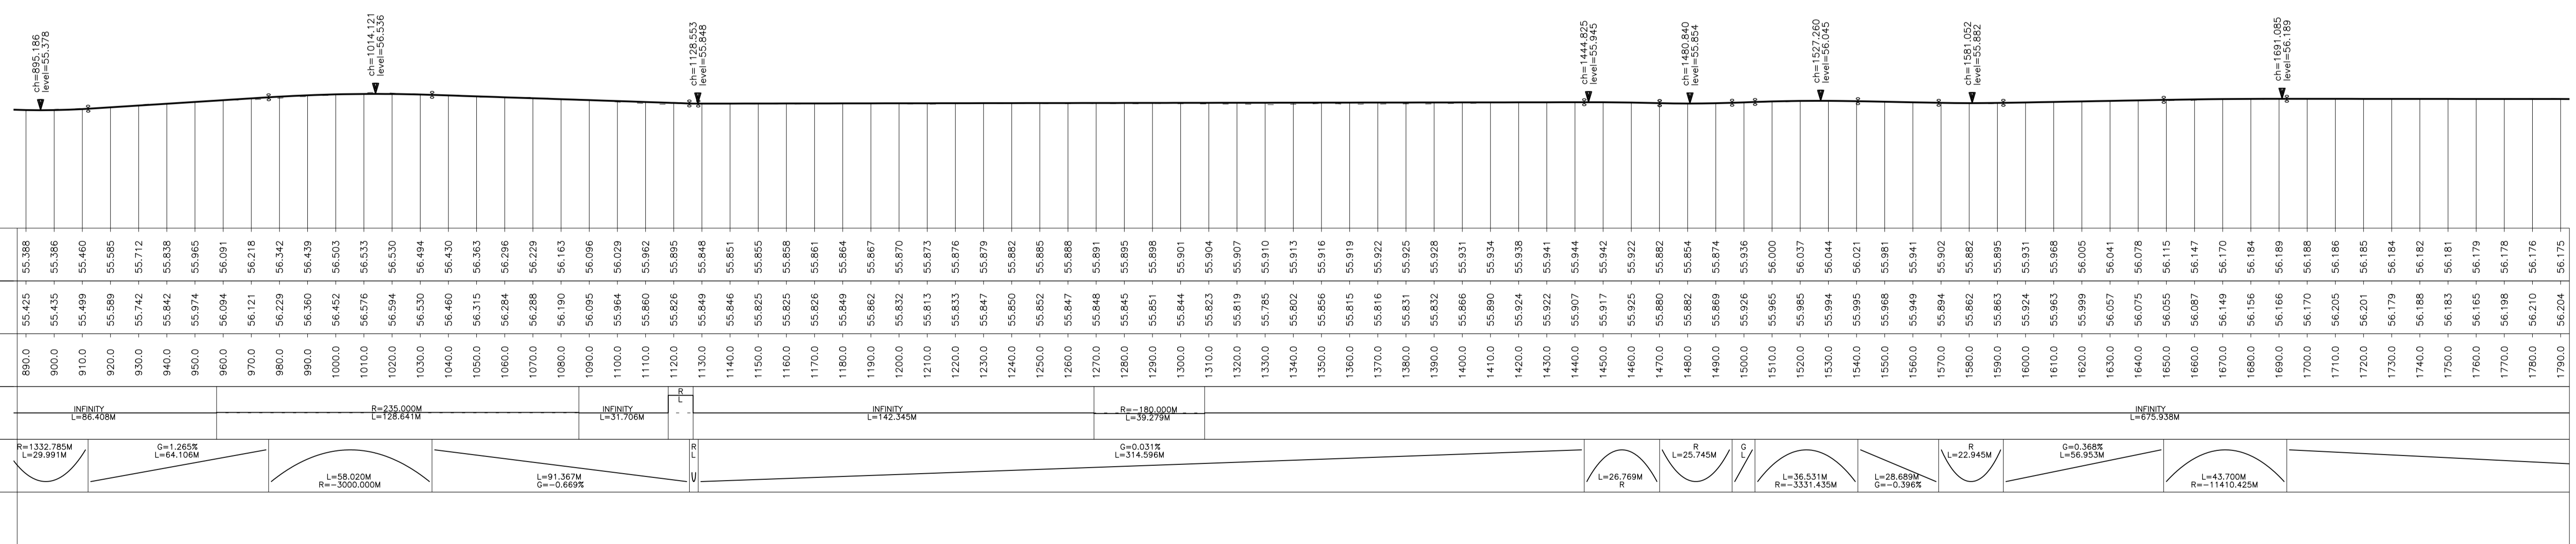 ch=895.186
level=55.378
ch=1014.121
level=56.536
ch=1128.553
level=55.848
ch=1444.825
level=55.945
ch=1480.840
level=55.854
ch=1527.260
level=56.045
ch=1581.052
level=55.882
ch=1691.085
level=56.189
55.388 55.386 55.460 55.585 55.712 55.838 55.965 56.091 56.218 56.342 56.439 56.503 56.533 56.530 56.494 56.430 56.363 56.296 56.229 56.163 56.096 56.029 55.962 55.895 55.848 55.851 55.855 55.858 55.861 55.864 55.867 55.870 55.873 55.876 55.879 55.882 55.885 55.888 55.891 55.895 55.898 55.901 55.904 55.907 55.910 55.913 55.916 55.919 55.922 55.925 55.928 55.931 55.934 55.938 55.941 55.944 55.942 55.922 55.882 55.854 55.874 55.936 56.000 56.037 56.044 56.021 55.981 55.941 55.902 55.882 55.895 55.931 55.968 56.005 56.041 56.078 56.115 56.147 56.170 56.184 56.189 56.188 56.186 56.185 56.184 56.182 56.181 56.179 56.178 56.176 56.175
55.425 55.435 55.499 55.589 55.742 55.842 55.974 56.094 56.121 56.229 56.360 56.452 56.576 56.594 56.530 56.460 56.315 56.284 56.288 56.190 56.095 55.964 55.860 55.826 55.849 55.846 55.825 55.825 55.826 55.849 55.862 55.832 55.813 55.833 55.847 55.850 55.852 55.847 55.848 55.845 55.851 55.844 55.823 55.819 55.785 55.802 55.856 55.815 55.816 55.831 55.832 55.866 55.890 55.924 55.922 55.907 55.917 55.925 55.880 55.882 55.869 55.926 55.965 55.985 55.994 55.995 55.968 55.949 55.894 55.862 55.863 55.924 55.963 55.999 56.057 56.075 56.055 56.087 56.149 56.156 56.166 56.170 56.205 56.201 56.179 56.188 56.183 56.165 56.198 56.210 56.204
890.0 900.0 910.0 920.0 930.0 940.0 950.0 960.0 970.0 980.0 990.0 1000.0 1010.0 1020.0 1030.0 1040.0 1050.0 1060.0 1070.0 1080.0 1090.0 1100.0 1110.0 1120.0 1130.0 1140.0 1150.0 1160.0 1170.0 1180.0 1190.0 1200.0 1210.0 1220.0 1230.0 1240.0 1250.0 1260.0 1270.0 1280.0 1290.0 1300.0 1310.0 1320.0 1330.0 1340.0 1350.0 1360.0 1370.0 1380.0 1390.0 1400.0 1410.0 1420.0 1430.0 1440.0 1450.0 1460.0 1470.0 1480.0 1490.0 1500.0 1510.0 1520.0 1530.0 1540.0 1550.0 1560.0 1570.0 1580.0 1590.0 1600.0 1610.0 1620.0 1630.0 1640.0 1650.0 1660.0 1670.0 1680.0 1690.0 1700.0 1710.0 1720.0 1730.0 1740.0 1750.0 1760.0 1770.0 1780.0 1790.0
INFINITY
L=86.408M
R=235.000M
L=128.641M
INFINITY
L=31.706M
R
L
INFINITY
L=142.345M
R=-180.000M
L=39.279M
INFINITY
L=675.938M
R=1332.785M
L=29.991M
G=1.265%
L=64.106M
L=58.020M
R=-3000.000M
L=91.367M
G=-0.669%
R
L
G=0.031%
L=314.596M
L=26.769M
R
R
L=25.745M
G
L
L=36.531M
R=-3331.435M
L=28.689M
G=-0.396%
R
L=22.945M
G=0.368%
L=56.953M
L=43.700M
R=-11410.425M